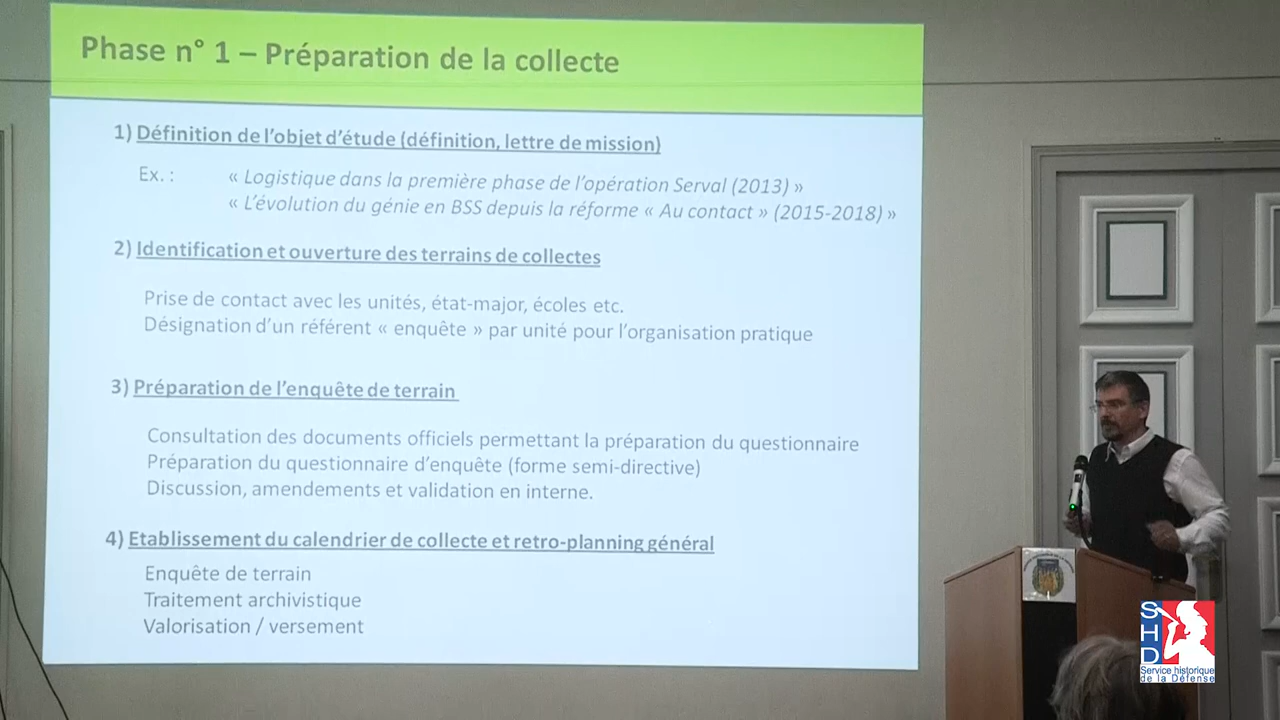 Phase n° 1 – Préparation de la collecte
1) Définition de l'objet d'étude (définition, lettre de mission)
Ex. : « Logistique dans la première phase de l'opération Serval (2013) »
« L'évolution du génie en BSS depuis la réforme « Au contact » (2015-2018) »
2) Identification et ouverture des terrains de collectes
Prise de contact avec les unités, état-major, écoles etc.
Désignation d'un référent « enquête » par unité pour l'organisation pratique
3) Préparation de l'enquête de terrain
Consultation des documents officiels permettant la préparation du questionnaire
Préparation du questionnaire d'enquête (forme semi-directive)
Discussion, amendements et validation en interne.
4) Etablissement du calendrier de collecte et retro-planning général
Enquête de terrain
Traitement archivistique
Valorisation / versement
SHD
Service historique
de la Défense